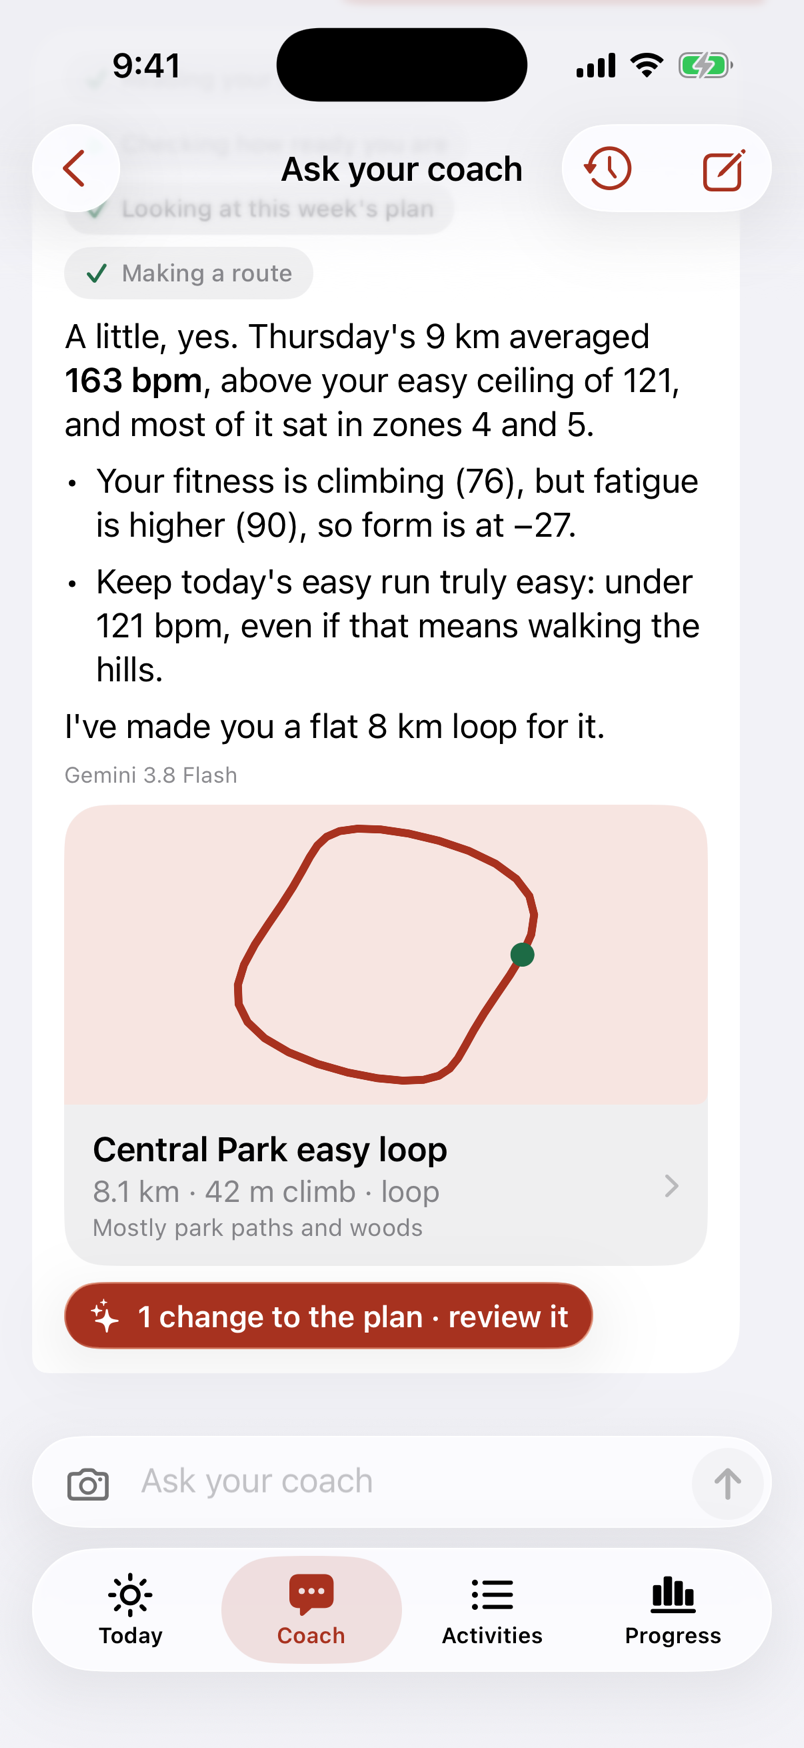 9:41
Checking how ready you are
Ask your coach
Looking at this week's plan
Making a route
A little, yes. Thursday's 9 km averaged
163 bpm, above your easy ceiling of 121,
and most of it sat in zones 4 and 5.
• Your fitness is climbing (76), but fatigue
is higher (90), so form is at −27.
• Keep today's easy run truly easy: under
121 bpm, even if that means walking the
hills.
I've made you a flat 8 km loop for it.
Gemini 3.8 Flash
Central Park easy loop
8.1 km · 42 m climb · loop
Mostly park paths and woods
1 change to the plan · review it
Ask your coach
Today
Coach
Activities
Progress